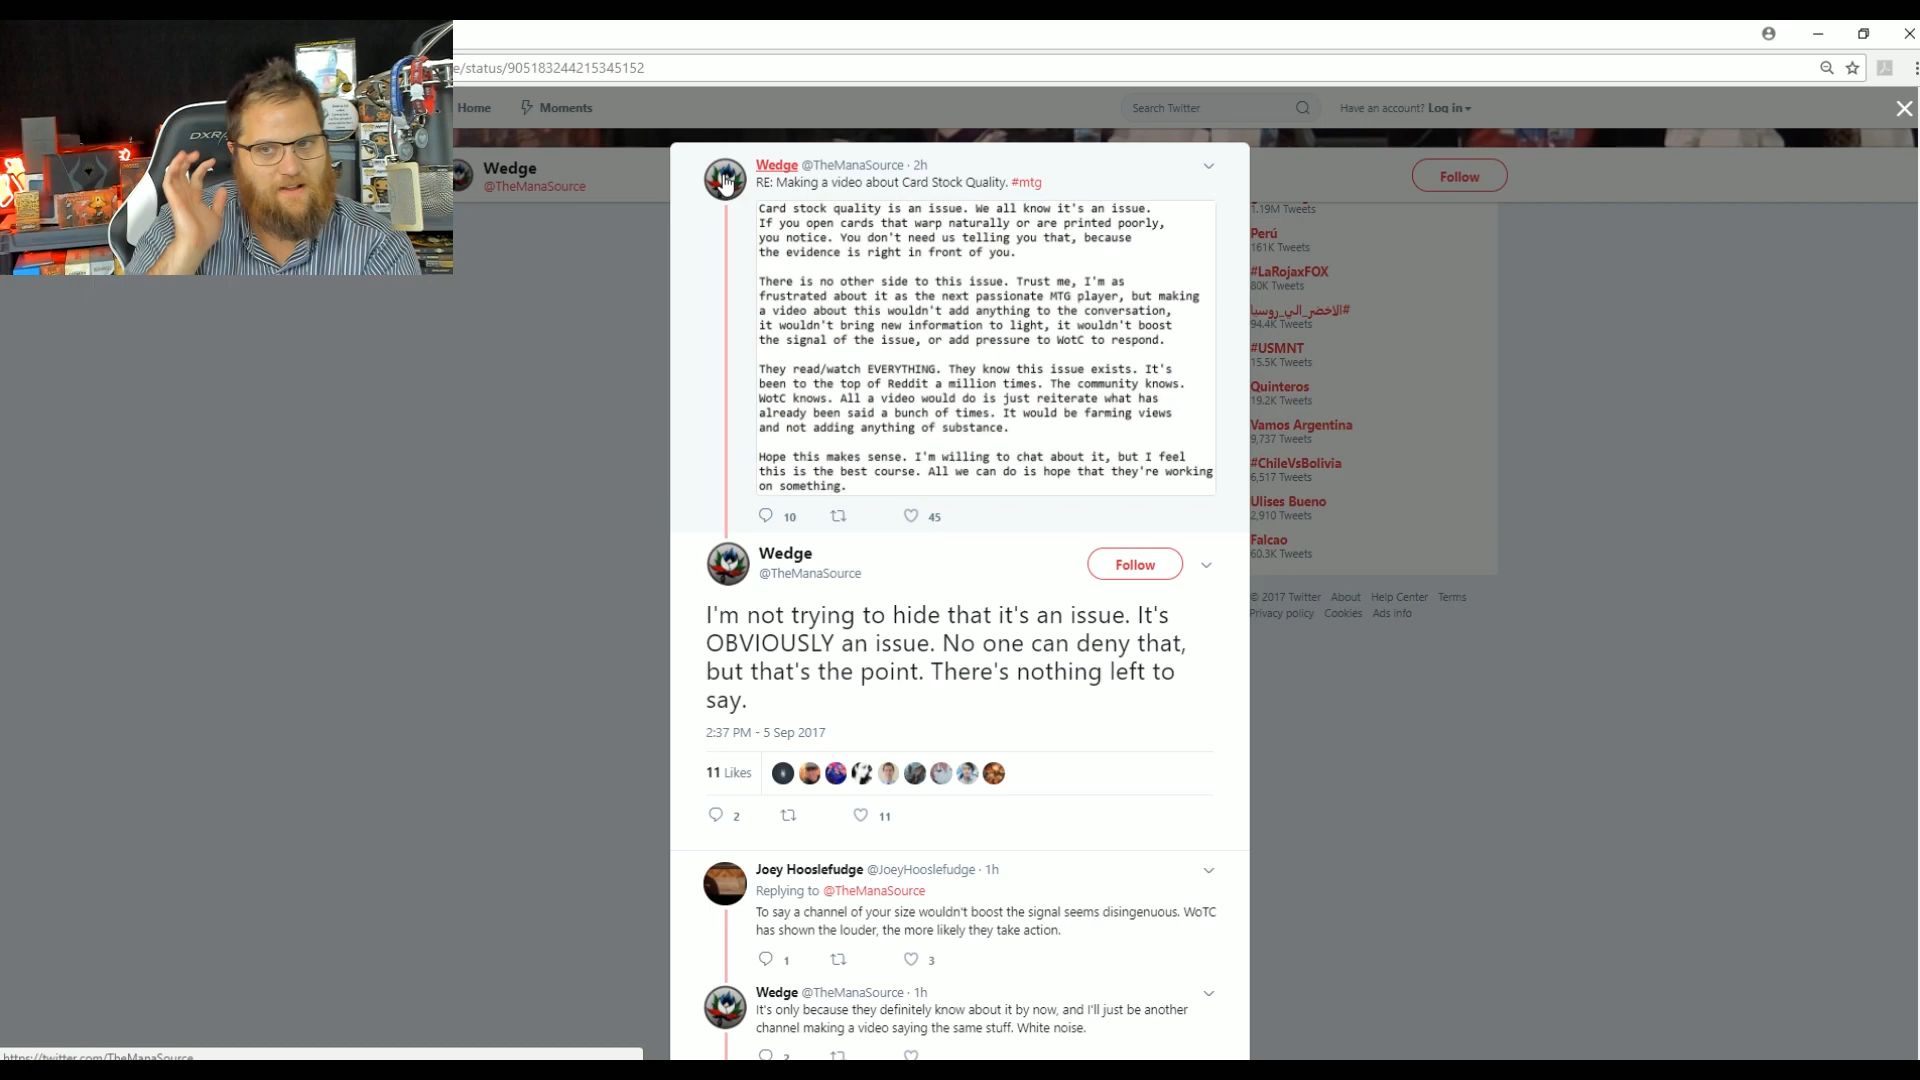 e/status/905183244215345152
Home
Moments
Search Twitter
Have an account? Log in
DXR
Wedge
@TheManaSource
Follow
Wedge @TheManaSource · 2h
RE: Making a video about Card Stock Quality. #mtg
Card stock quality is an issue. We all know it's an issue.
If you open cards that warp naturally or are printed poorly,
you notice. You don't need us telling you that, because
the evidence is right in front of you.
There is no other side to this issue. Trust me, I'm as
frustrated about it as the next passionate MTG player, but making
a video about this wouldn't add anything to the conversation,
it wouldn't bring new information to light, it wouldn't boost
the signal of the issue, or add pressure to WotC to respond.
They read/watch EVERYTHING. They know this issue exists. It's
been to the top of Reddit a million times. The community knows.
WotC knows. All a video would do is just reiterate what has
already been said a bunch of times. It would be farming views
and not adding anything of substance.
Hope this makes sense. I'm willing to chat about it, but I feel
this is the best course. All we can do is hope that they're working
on something.
10
45
Wedge
@TheManaSource
Follow
I'm not trying to hide that it's an issue. It's
OBVIOUSLY an issue. No one can deny that,
but that's the point. There's nothing left to
say.
2:37 PM - 5 Sep 2017
11 Likes
2
11
Joey Hooslefudge @JoeyHooslefudge · 1h
Replying to @TheManaSource
To say a channel of your size wouldn't boost the signal seems disingenuous. WoTC
has shown the louder, the more likely they take action.
1
3
Wedge @TheManaSource · 1h
It's only because they definitely know about it by now, and I'll just be another
channel making a video saying the same stuff. White noise.
2
1.19M Tweets
Perú
161K Tweets
#LaRojaxFOX
80K Tweets
#الاخضر_الي_روسيا
94.4K Tweets
#USMNT
15.5K Tweets
Quinteros
19.2K Tweets
Vamos Argentina
9,737 Tweets
#ChileVsBolivia
6,517 Tweets
Ulises Bueno
2,910 Tweets
Falcao
60.3K Tweets
© 2017 Twitter About Help Center Terms
Privacy policy Cookies Ads info
https://twitter.com/TheManaSource